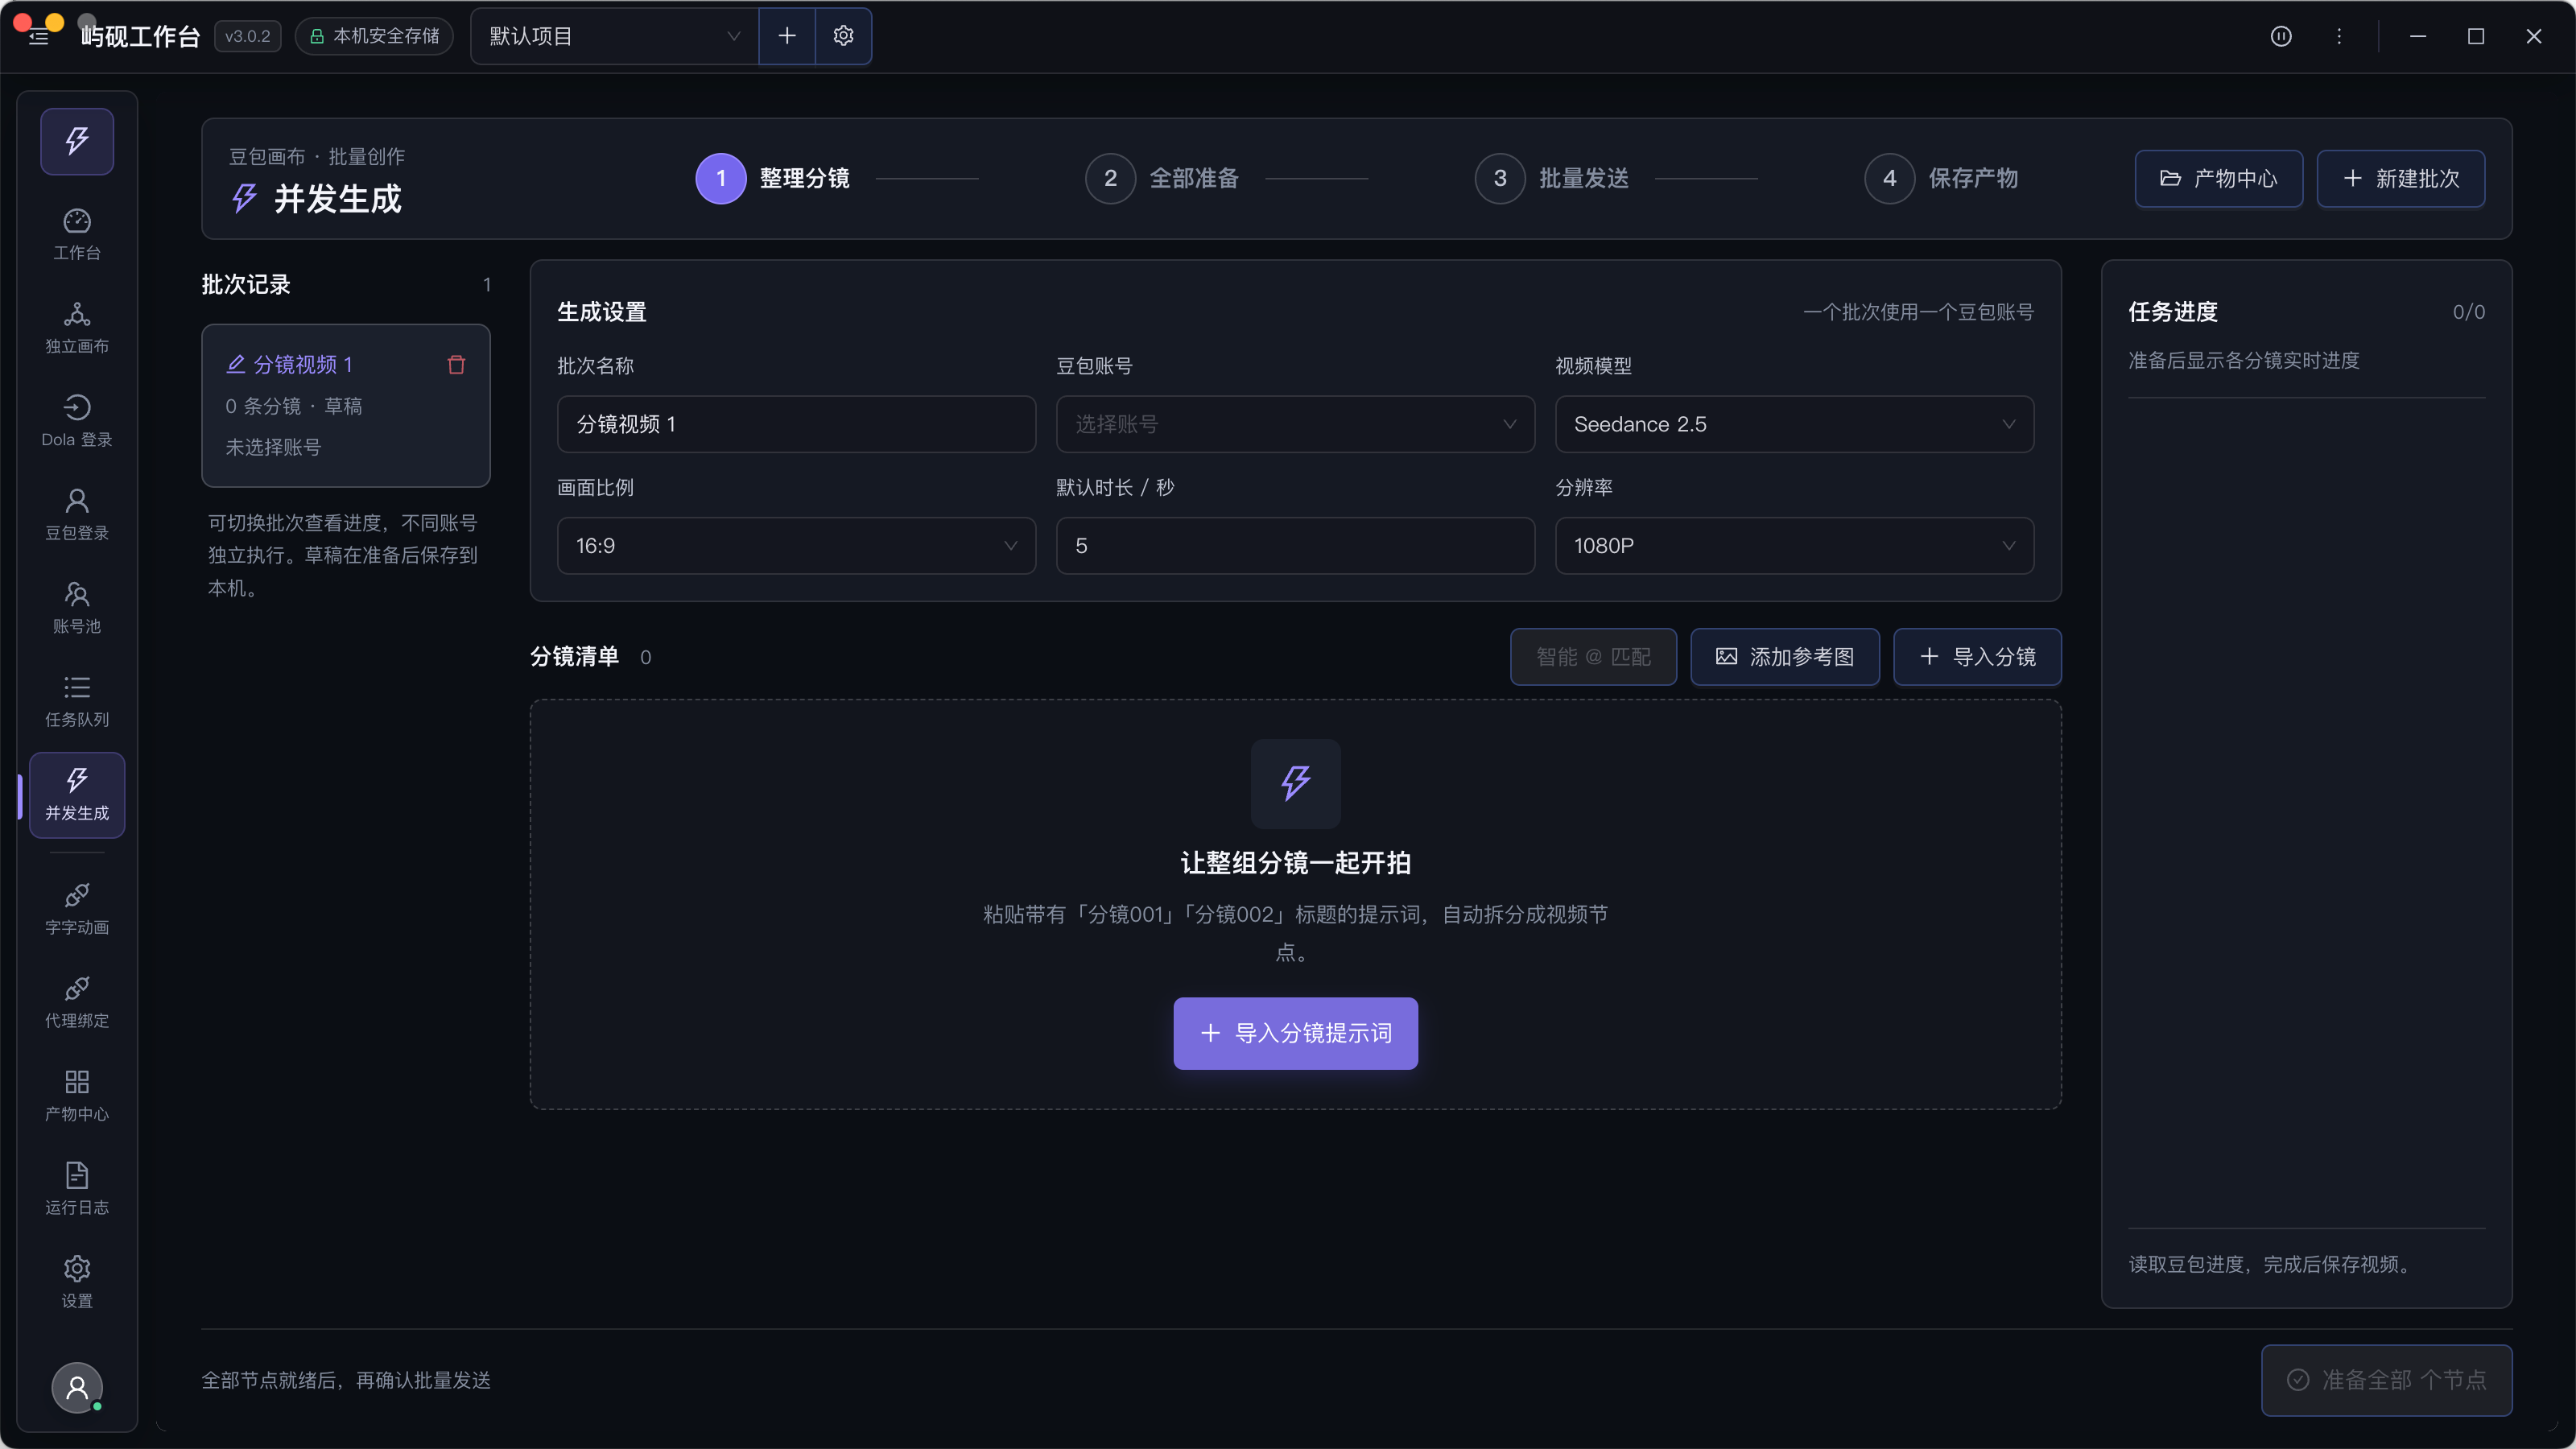 屿砚工作台
v3.0.2
本机安全存储
默认项目
工作台
独立画布
Dola 登录
豆包登录
账号池
任务队列
并发生成
字字动画
代理绑定
产物中心
运行日志
设置
豆包画布 · 批量创作
并发生成
1 整理分镜
2 全部准备
3 批量发送
4 保存产物
产物中心
新建批次
批次记录 1
分镜视频 1
0 条分镜 · 草稿
未选择账号
可切换批次查看进度，不同账号
独立执行。草稿在准备后保存到
本机。
生成设置
一个批次使用一个豆包账号
批次名称
豆包账号
视频模型
分镜视频 1
选择账号
Seedance 2.5
画面比例
默认时长 / 秒
分辨率
16:9
5
1080P
分镜清单 0
智能 @ 匹配
添加参考图
导入分镜
让整组分镜一起开拍
粘贴带有「分镜001」「分镜002」标题的提示词，自动拆分成视频节
点。
导入分镜提示词
任务进度 0/0
准备后显示各分镜实时进度
读取豆包进度，完成后保存视频。
全部节点就绪后，再确认批量发送
准备全部 个节点